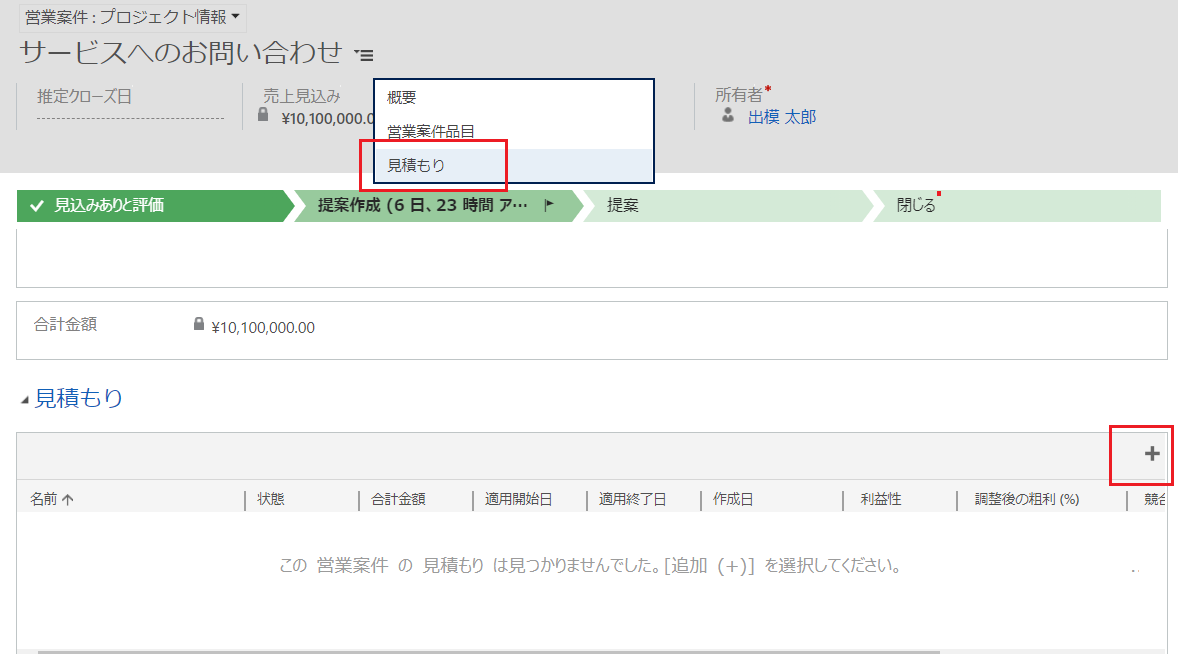 営業案件 : プロジェクト情報
サービスへのお問い合わせ
推定クローズ日
売上見込み
¥10,100,000.0
概要
営業案件品目
見積もり
所有者*
出模 太郎
見込みありと評価
提案作成 (6 日、23 時間 ア…
提案
閉じる
合計金額
¥10,100,000.00
見積もり
+
名前 状態 合計金額 適用開始日 適用終了日 作成日 利益性 調整後の粗利 (%) 競合
この 営業案件 の 見積もり は見つかりませんでした。[追加 (+)] を選択してください。